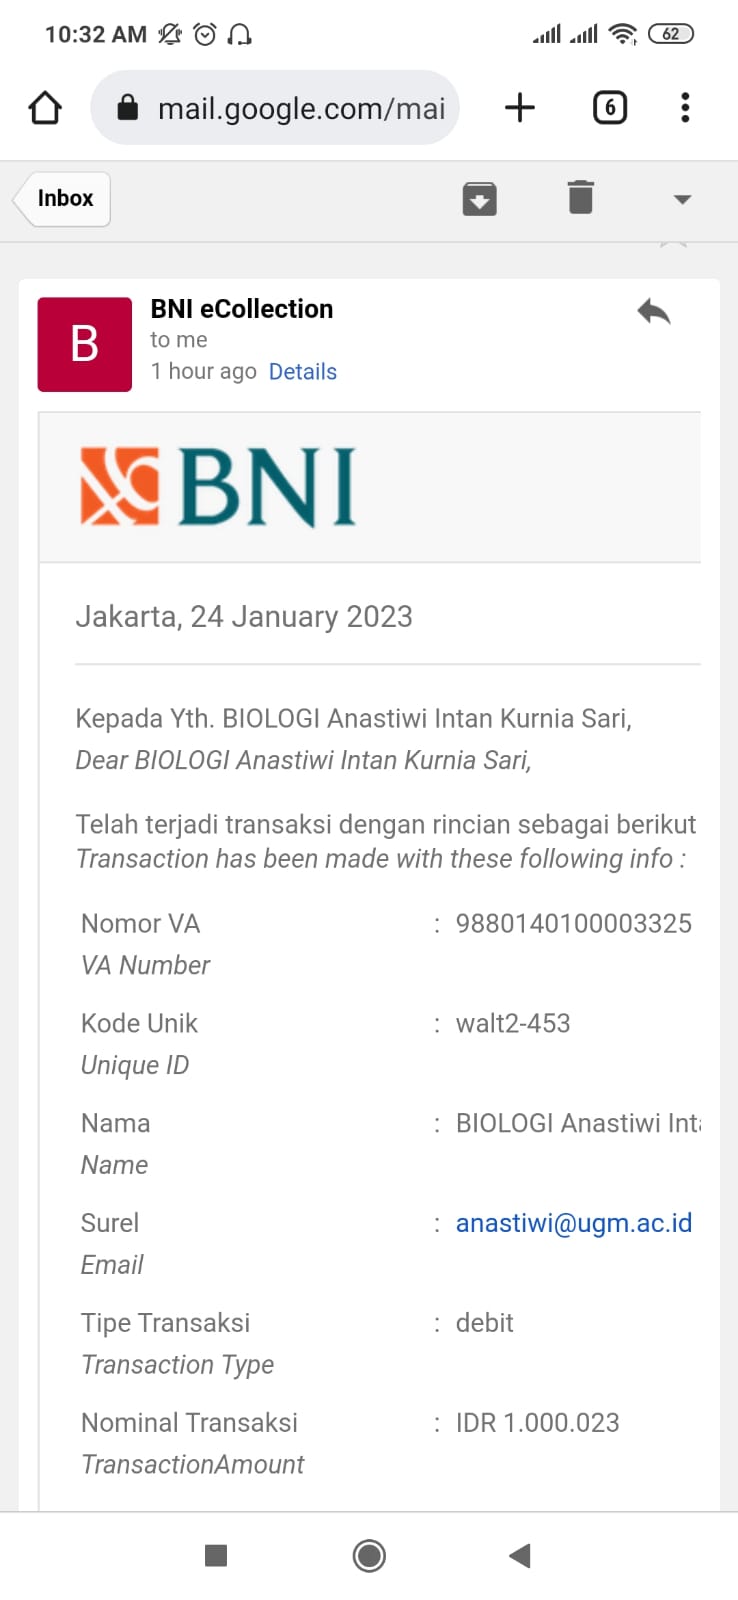 10:32 AM
62
mail.google.com/mai
6
Inbox
B
BNI eCollection
to me
1 hour ago Details
BNI
Jakarta, 24 January 2023
Kepada Yth. BIOLOGI Anastiwi Intan Kurnia Sari,
Dear BIOLOGI Anastiwi Intan Kurnia Sari,
Telah terjadi transaksi dengan rincian sebagai berikut
Transaction has been made with these following info :
Nomor VA : 9880140100003325
VA Number
Kode Unik : walt2-453
Unique ID
Nama : BIOLOGI Anastiwi Int
Name
Surel : anastiwi@ugm.ac.id
Email
Tipe Transaksi : debit
Transaction Type
Nominal Transaksi : IDR 1.000.023
TransactionAmount